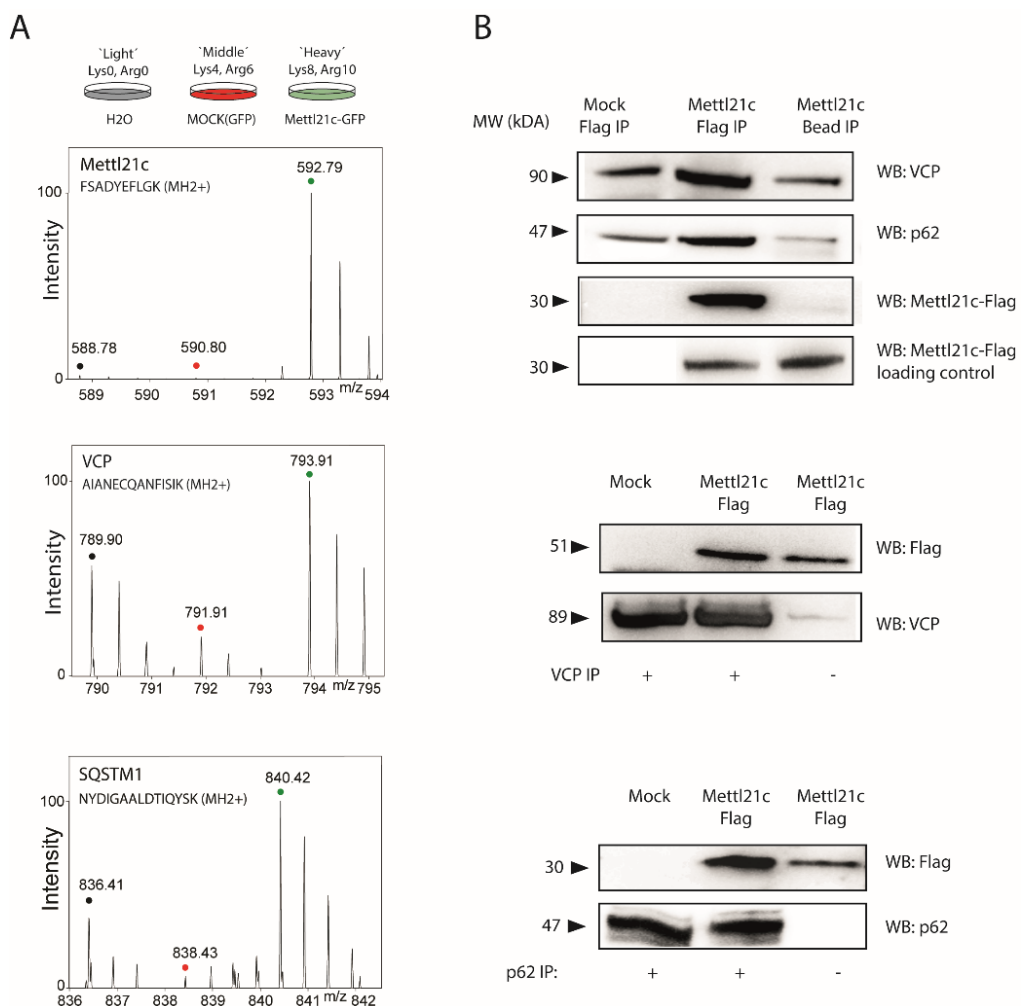 A
`Light´
Lys0, Arg0
`Middle´
Lys4, Arg6
`Heavy´
Lys8, Arg10
H2O
MOCK(GFP)
Mettl21c-GFP
Mettl21c
FSADYEFLGK (MH2+)
592.79
100
Intensity
588.78
590.80
0
m/z
589 590 591 592 593 594
VCP
AIANECQANFISIK (MH2+)
793.91
100
789.90
Intensity
791.91
0
m/z
790 791 792 793 794 795
SQSTM1
NYDIGAALDTIQYSK (MH2+)
840.42
100
Intensity
836.41
838.43
0
m/z
836 837 838 839 840 841 842
B
MW (kDA)
Mock
Flag IP
Mettl21c
Flag IP
Mettl21c
Bead IP
90
WB: VCP
47
WB: p62
30
WB: Mettl21c-Flag
30
WB: Mettl21c-Flag
loading control
Mock
Mettl21c
Flag
Mettl21c
Flag
51
WB: Flag
89
WB: VCP
VCP IP + + -
Mock
Mettl21c
Flag
Mettl21c
Flag
30
WB: Flag
47
WB: p62
p62 IP: + + -